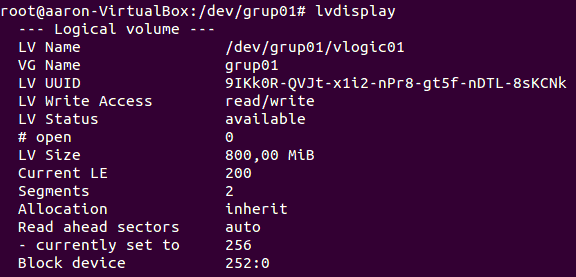 root@aaron-VirtualBox:/dev/grup01# lvdisplay
--- Logical volume ---
LV Name /dev/grup01/vlogic01
VG Name grup01
LV UUID 9IKk0R-QVJt-x1i2-nPr8-gt5f-nDTL-8sKCNk
LV Write Access read/write
LV Status available
# open 0
LV Size 800,00 MiB
Current LE 200
Segments 2
Allocation inherit
Read ahead sectors auto
- currently set to 256
Block device 252:0